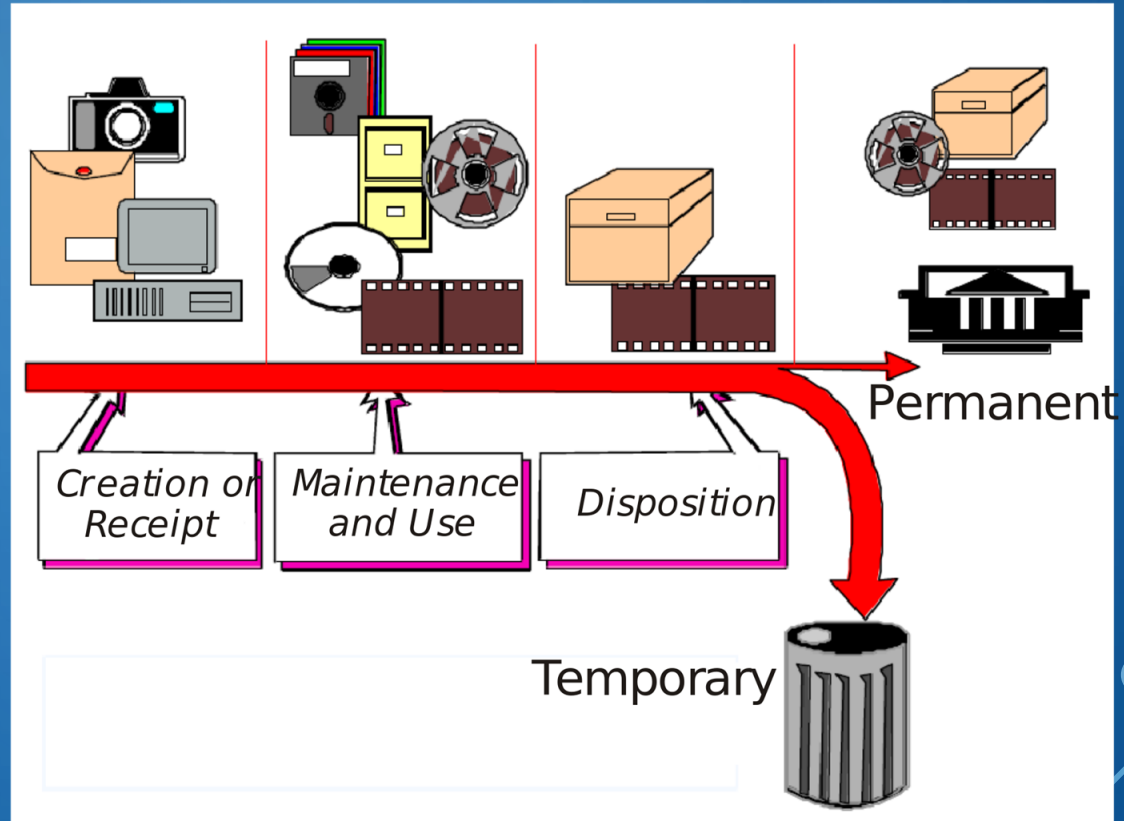 Permanent
Creation or
Receipt
Maintenance
and Use
Disposition
Temporary